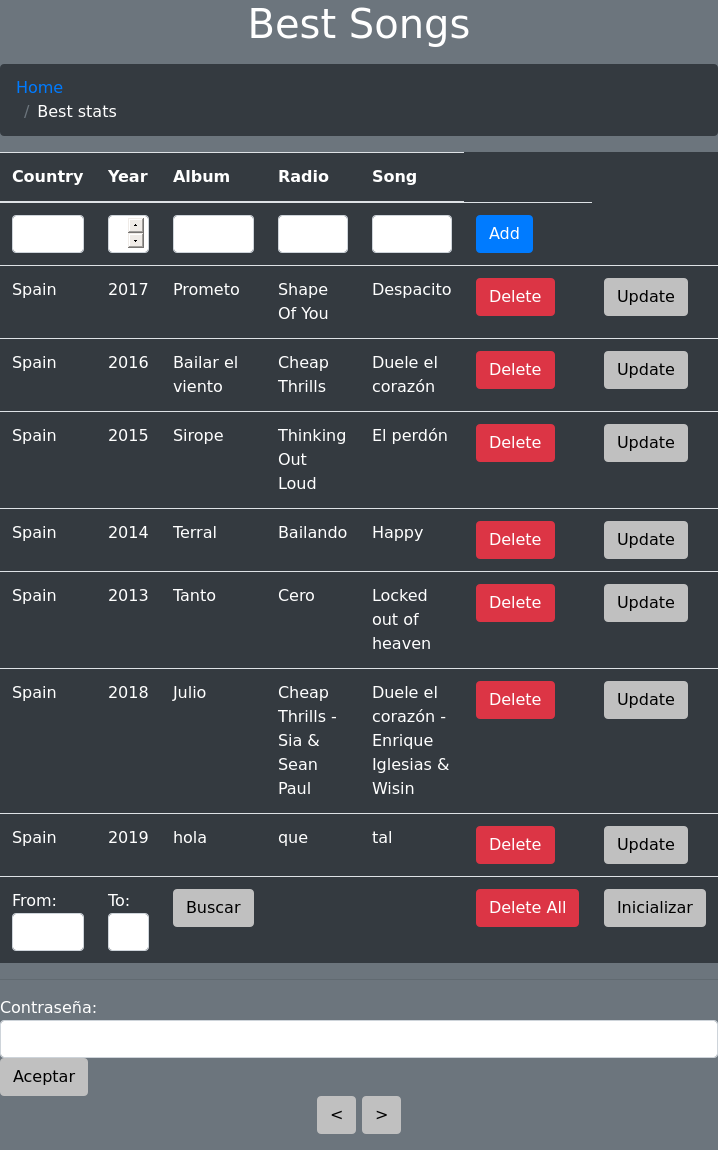 Best Songs
Home
/ Best stats
Country Year Album Radio Song
Add
Spain 2017 Prometo Shape Despacito Delete Update
Of You
Spain 2016 Bailar el Cheap Duele el Delete Update
viento Thrills corazón
Spain 2015 Sirope Thinking El perdón Delete Update
Out
Loud
Spain 2014 Terral Bailando Happy Delete Update
Spain 2013 Tanto Cero Locked Delete Update
out of
heaven
Spain 2018 Julio Cheap Duele el Delete Update
Thrills - corazón -
Sia & Enrique
Sean Iglesias &
Paul Wisin
Spain 2019 hola que tal Delete Update
From: To: Buscar Delete All Inicializar
Contraseña:
Aceptar
< >